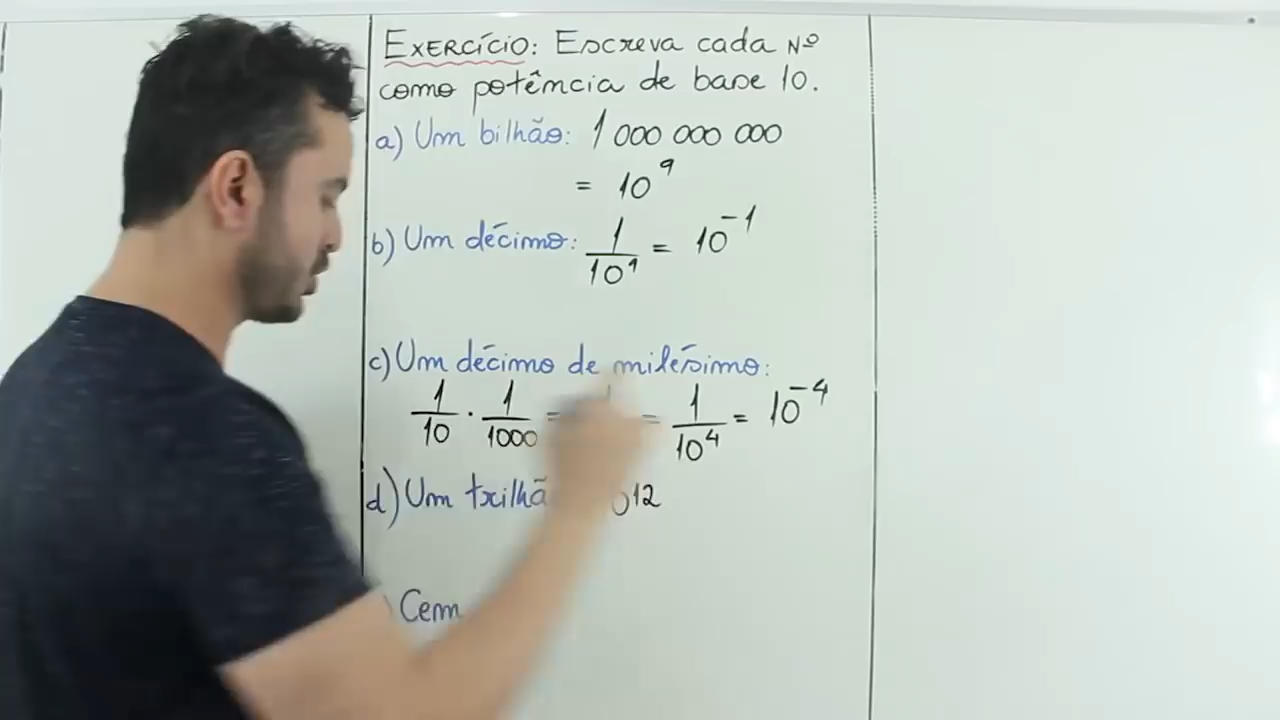 EXERCÍCIO: Escreva cada Nº
como potência de base 10.
a) Um bilhão: 1 000 000 000
= 10⁹
b) Um décimo: 1/10¹ = 10⁻¹
c) Um décimo de milésimo:
1/10 · 1/1000 = = 1/10⁴ = 10⁻⁴
d) Um 12
Cem